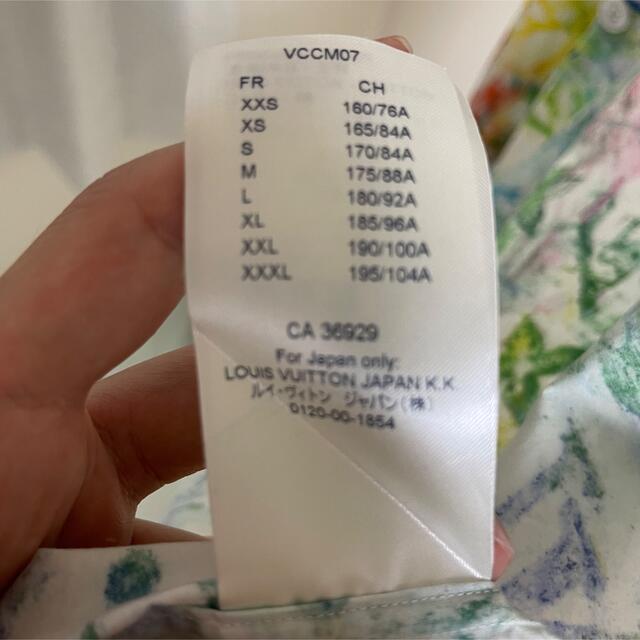 VCCM07
FR CH
XXS 160/76A
XS 165/84A
S 170/84A
M 175/88A
L 180/92A
XL 185/96A
XXL 190/100A
XXXL 195/104A
CA 36929
For Japan only:
LOUIS VUITTON JAPAN K.K.
ルイ・ヴィトン ジャパン(株)
0120-00-1854